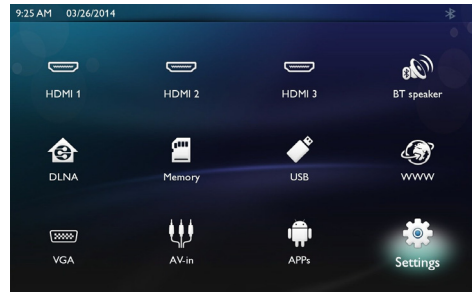 9:25 AM 03/26/2014
HDMI 1 HDMI 2 HDMI 3 BT speaker
DLNA Memory USB WWW
VGA AV-in APPs Settings